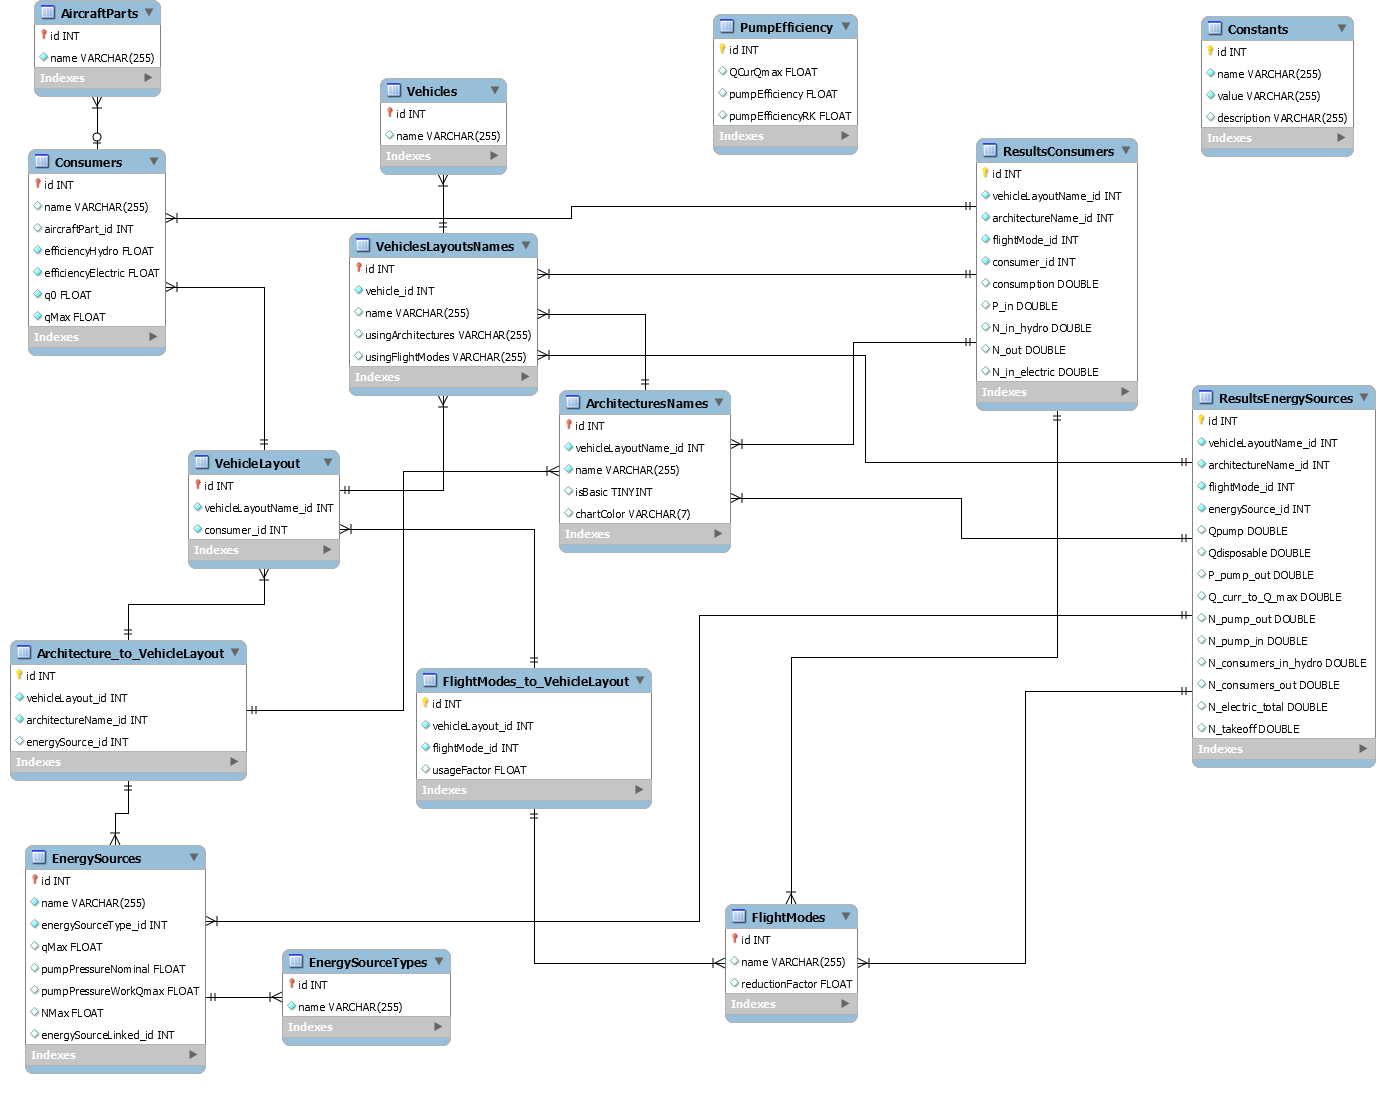 AircraftParts
id INT
name VARCHAR(255)
Indexes
Consumers
id INT
name VARCHAR(255)
aircraftPart_id INT
efficiencyHydro FLOAT
efficiencyElectric FLOAT
q0 FLOAT
qMax FLOAT
Indexes
Vehicles
id INT
name VARCHAR(255)
Indexes
VehiclesLayoutsNames
id INT
vehicle_id INT
name VARCHAR(255)
usingArchitectures VARCHAR(255)
usingFlightModes VARCHAR(255)
Indexes
PumpEfficiency
id INT
QCurQmax FLOAT
pumpEfficiency FLOAT
pumpEfficiencyRK FLOAT
Indexes
Constants
id INT
name VARCHAR(255)
value VARCHAR(255)
description VARCHAR(255)
Indexes
ResultsConsumers
id INT
vehicleLayoutName_id INT
architectureName_id INT
flightMode_id INT
consumer_id INT
consumption DOUBLE
P_in DOUBLE
N_in_hydro DOUBLE
N_out DOUBLE
N_in_electric DOUBLE
Indexes
ArchitecturesNames
id INT
vehicleLayoutName_id INT
name VARCHAR(255)
isBasic TINYINT
chartColor VARCHAR(7)
Indexes
ResultsEnergySources
id INT
vehicleLayoutName_id INT
architectureName_id INT
flightMode_id INT
energySource_id INT
Qpump DOUBLE
Qdisposable DOUBLE
P_pump_out DOUBLE
Q_curr_to_Q_max DOUBLE
N_pump_out DOUBLE
N_pump_in DOUBLE
N_consumers_in_hydro DOUBLE
N_consumers_out DOUBLE
N_electric_total DOUBLE
N_takeoff DOUBLE
Indexes
VehicleLayout
id INT
vehicleLayoutName_id INT
consumer_id INT
Indexes
Architecture_to_VehicleLayout
id INT
vehicleLayout_id INT
architectureName_id INT
energySource_id INT
Indexes
FlightModes_to_VehicleLayout
id INT
vehicleLayout_id INT
flightMode_id INT
usageFactor FLOAT
Indexes
EnergySources
id INT
name VARCHAR(255)
energySourceType_id INT
qMax FLOAT
pumpPressureNominal FLOAT
pumpPressureWorkQmax FLOAT
NMax FLOAT
energySourceLinked_id INT
Indexes
EnergySourceTypes
id INT
name VARCHAR(255)
Indexes
FlightModes
id INT
name VARCHAR(255)
reductionFactor FLOAT
Indexes